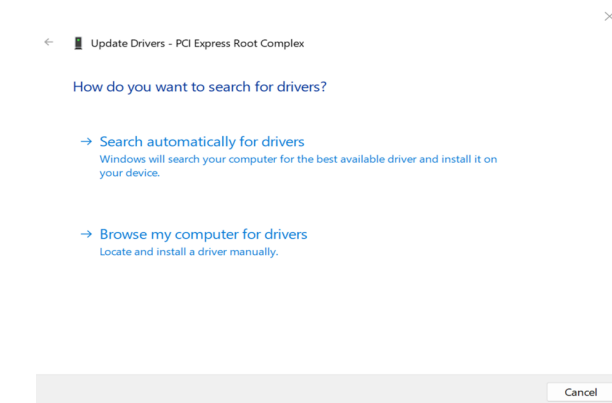 Update Drivers - PCI Express Root Complex
How do you want to search for drivers?
Search automatically for drivers
Windows will search your computer for the best available driver and install it on
your device.
Browse my computer for drivers
Locate and install a driver manually.
Cancel